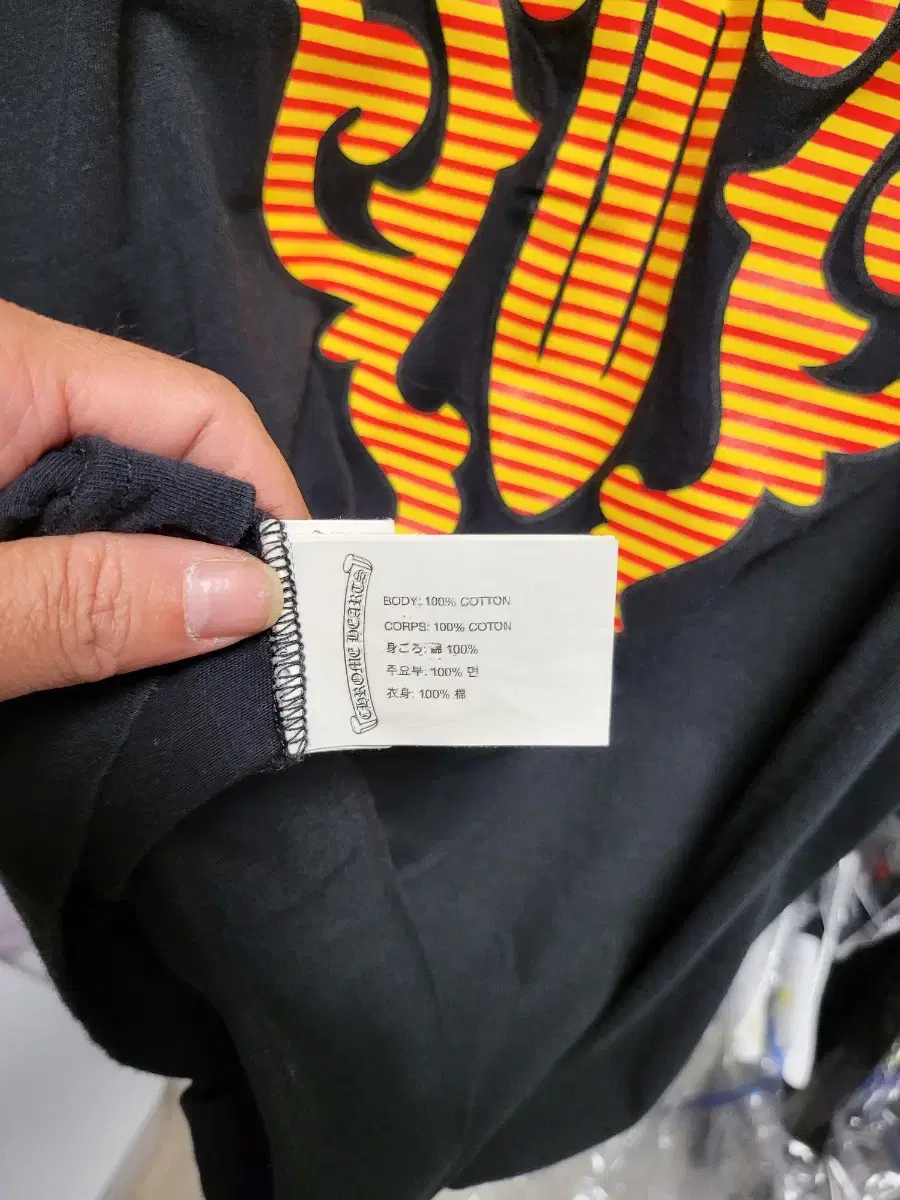 CHROME HEARTS
BODY: 100% COTTON
CORPS: 100% COTON
身ごろ: 綿 100%
주요부: 100% 면
衣身: 100% 棉